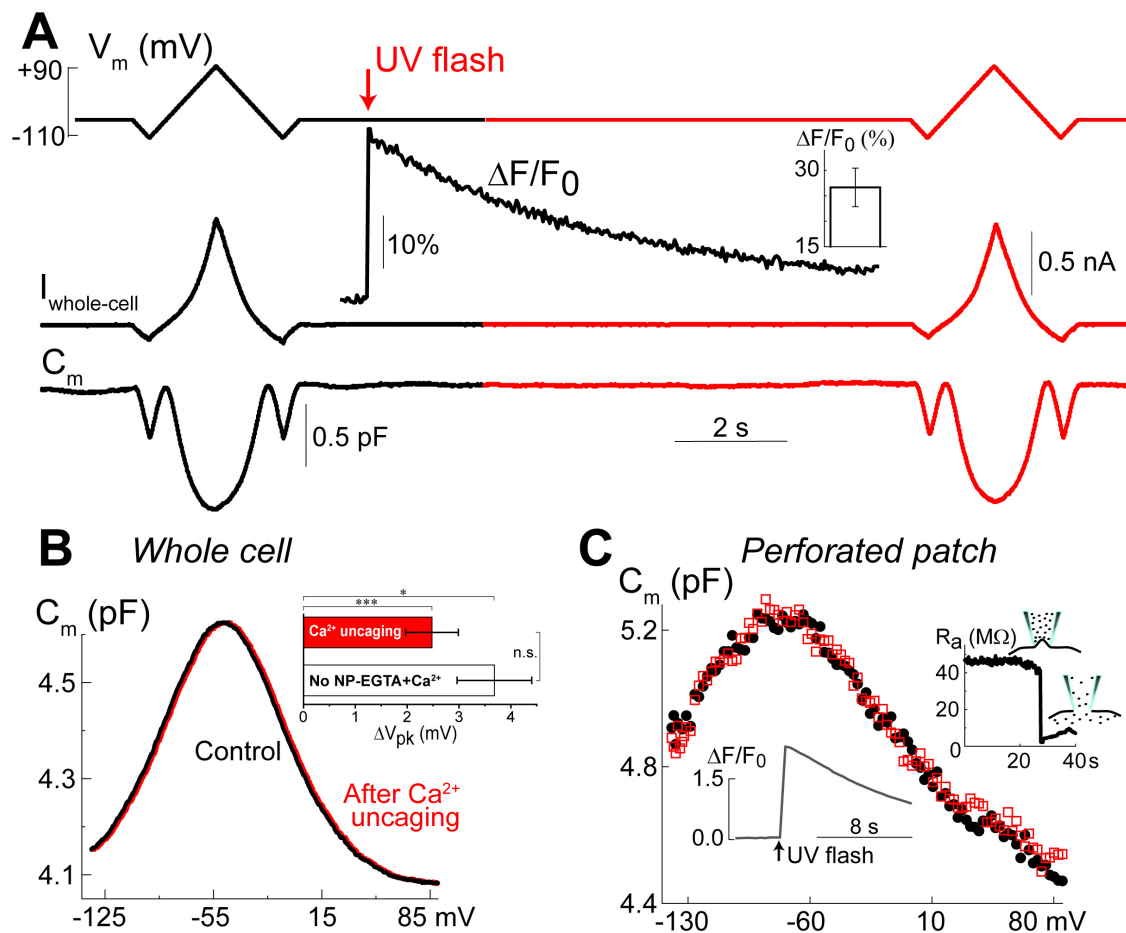 A
Vm (mV)
+90
-110
UV flash
ΔF/F0
10%
ΔF/F0 (%)
30
15
Iwhole-cell
0.5 nA
Cm
0.5 pF
2 s
B Whole cell
Cm (pF)
4.5
4.3
4.1
-125 -55 15 85 mV
Control
After Ca2+
uncaging
*
***
Ca2+ uncaging
n.s.
No NP-EGTA+Ca2+
0 1 2 3 4
ΔVpk (mV)
C Perforated patch
Cm (pF)
5.2
4.8
4.4
-130 -60 10 80 mV
Ra (MΩ)
40
20
0
20 40 s
ΔF/F0
1.5
0.0
8 s
UV flash